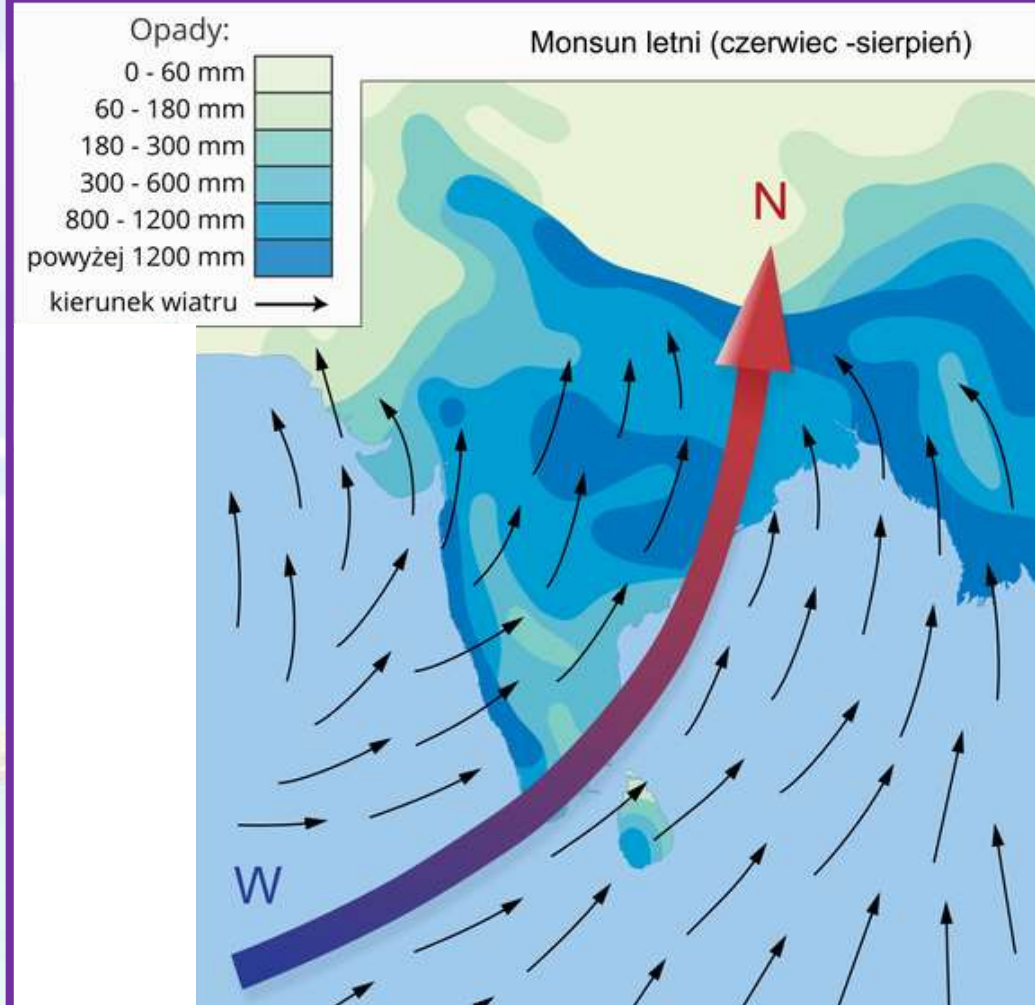 Opady:
Monsun letni (czerwiec -sierpień)
0 - 60 mm
60 - 180 mm
180 - 300 mm
300 - 600 mm
800 - 1200 mm
powyżej 1200 mm
kierunek wiatru
N
W